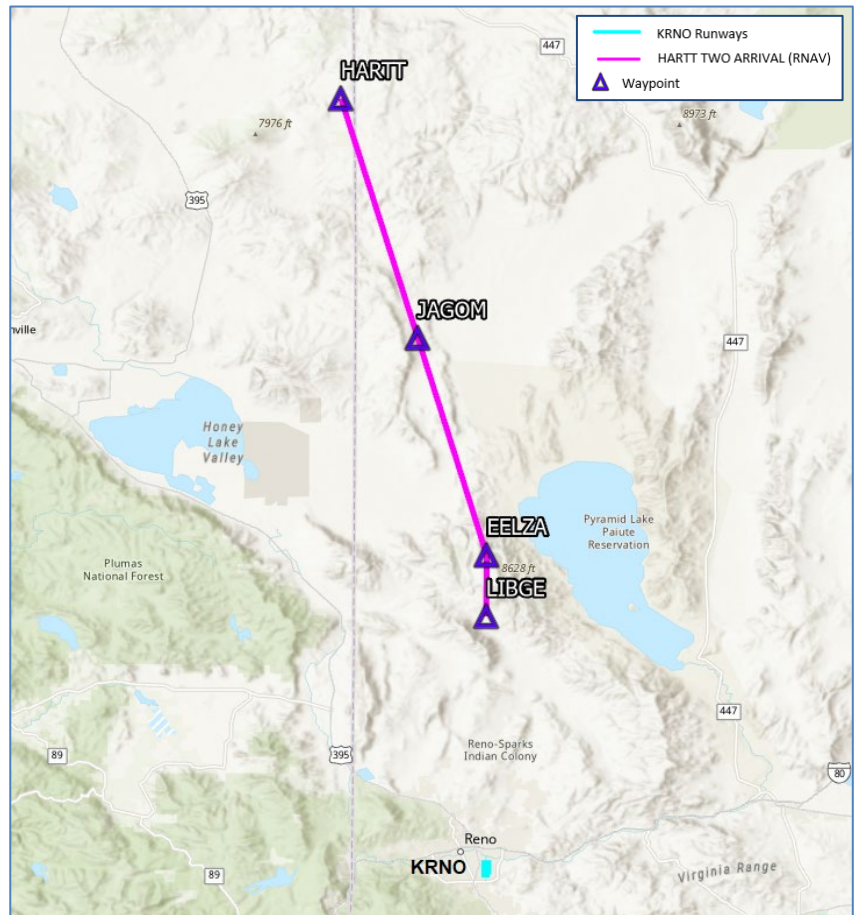 447
KRNO Runways
HARTT TWO ARRIVAL (RNAV)
Waypoint
HARTT
7976 ft
8973 ft
395
JAGOM
nville
447
Honey
Lake
Valley
EELZA
Pyramid Lake
Paiute
Reservation
Plumas
National Forest
8628 ft
LIBGE
447
Reno-Sparks
Indian Colony
395
89
80
Reno
KRNO
89
Virginia Range